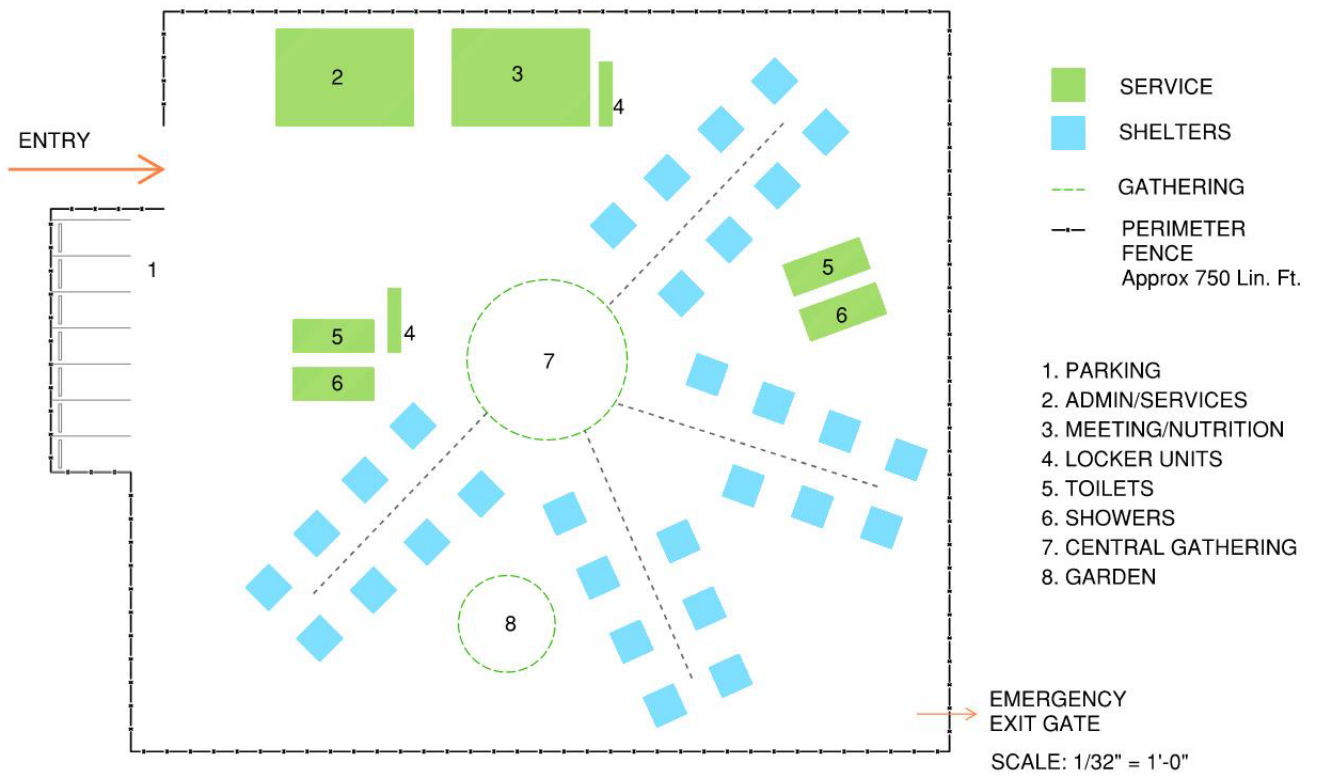 2
3
4
ENTRY
1
5
4
6
7
5
6
8
SERVICE
SHELTERS
GATHERING
PERIMETER
FENCE
Approx 750 Lin. Ft.
1. PARKING
2. ADMIN/SERVICES
3. MEETING/NUTRITION
4. LOCKER UNITS
5. TOILETS
6. SHOWERS
7. CENTRAL GATHERING
8. GARDEN
EMERGENCY
EXIT GATE
SCALE: 1/32" = 1'-0"